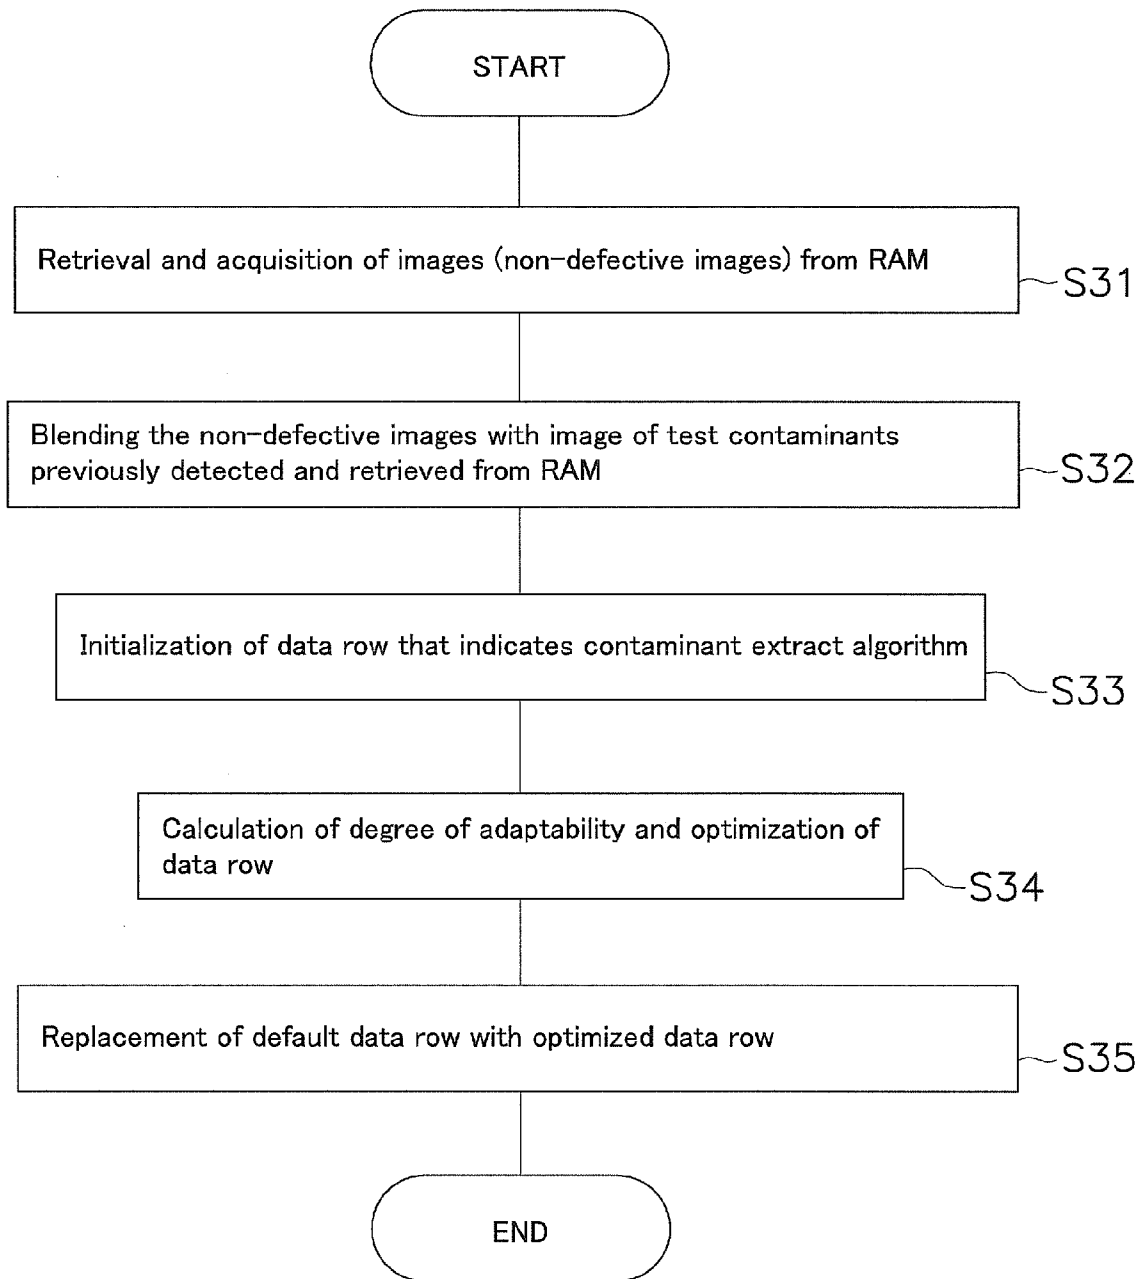 START
Retrieval and acquisition of images (non-defective images) from RAM
S31
Blending the non-defective images with image of test contaminants
previously detected and retrieved from RAM
S32
Initialization of data row that indicates contaminant extract algorithm
S33
Calculation of degree of adaptability and optimization of
data row
S34
Replacement of default data row with optimized data row
S35
END